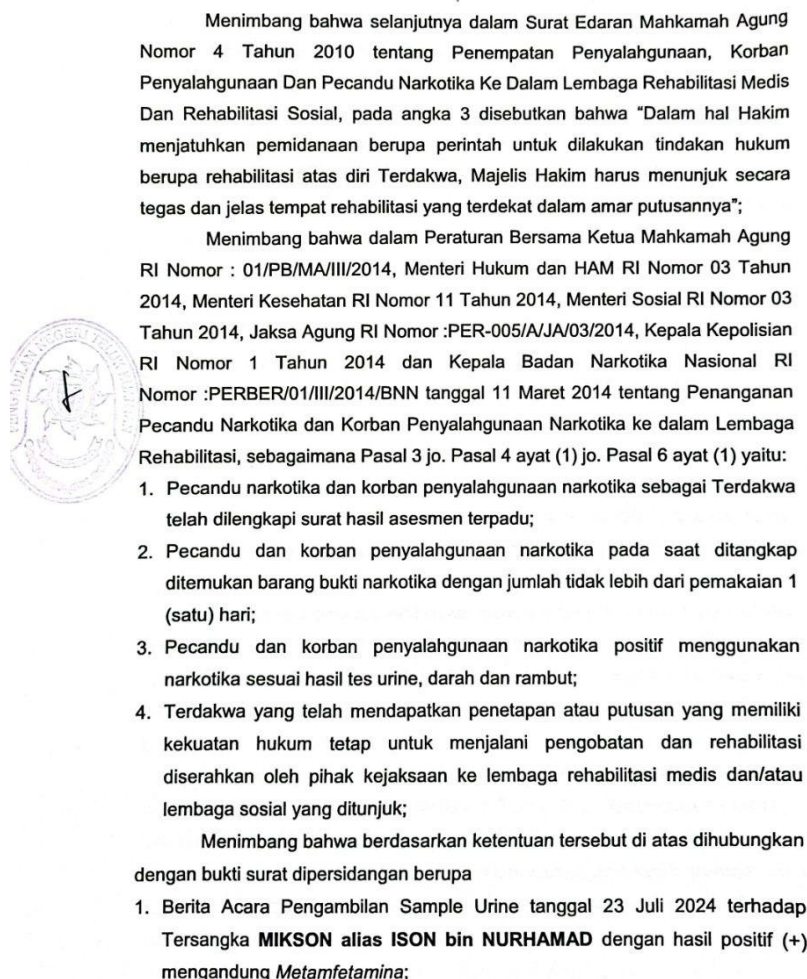 Menimbang bahwa selanjutnya dalam Surat Edaran Mahkamah Agung
Nomor 4 Tahun 2010 tentang Penempatan Penyalahgunaan, Korban
Penyalahgunaan Dan Pecandu Narkotika Ke Dalam Lembaga Rehabilitasi Medis
Dan Rehabilitasi Sosial, pada angka 3 disebutkan bahwa “Dalam hal Hakim
menjatuhkan pemidanaan berupa perintah untuk dilakukan tindakan hukum
berupa rehabilitasi atas diri Terdakwa, Majelis Hakim harus menunjuk secara
tegas dan jelas tempat rehabilitasi yang terdekat dalam amar putusannya”;
Menimbang bahwa dalam Peraturan Bersama Ketua Mahkamah Agung
RI Nomor : 01/PB/MA/III/2014, Menteri Hukum dan HAM RI Nomor 03 Tahun
2014, Menteri Kesehatan RI Nomor 11 Tahun 2014, Menteri Sosial RI Nomor 03
Tahun 2014, Jaksa Agung RI Nomor :PER-005/A/JA/03/2014, Kepala Kepolisian
RI Nomor 1 Tahun 2014 dan Kepala Badan Narkotika Nasional RI
Nomor :PERBER/01/III/2014/BNN tanggal 11 Maret 2014 tentang Penanganan
Pecandu Narkotika dan Korban Penyalahgunaan Narkotika ke dalam Lembaga
Rehabilitasi, sebagaimana Pasal 3 jo. Pasal 4 ayat (1) jo. Pasal 6 ayat (1) yaitu:
1. Pecandu narkotika dan korban penyalahgunaan narkotika sebagai Terdakwa
telah dilengkapi surat hasil asesmen terpadu;
2. Pecandu dan korban penyalahgunaan narkotika pada saat ditangkap
ditemukan barang bukti narkotika dengan jumlah tidak lebih dari pemakaian 1
(satu) hari;
3. Pecandu dan korban penyalahgunaan narkotika positif menggunakan
narkotika sesuai hasil tes urine, darah dan rambut;
4. Terdakwa yang telah mendapatkan penetapan atau putusan yang memiliki
kekuatan hukum tetap untuk menjalani pengobatan dan rehabilitasi
diserahkan oleh pihak kejaksaan ke lembaga rehabilitasi medis dan/atau
lembaga sosial yang ditunjuk;
Menimbang bahwa berdasarkan ketentuan tersebut di atas dihubungkan
dengan bukti surat dipersidangan berupa
1. Berita Acara Pengambilan Sample Urine tanggal 23 Juli 2024 terhadap
Tersangka MIKSON alias ISON bin NURHAMAD dengan hasil positif (+)
mengandung Metamfetamina;